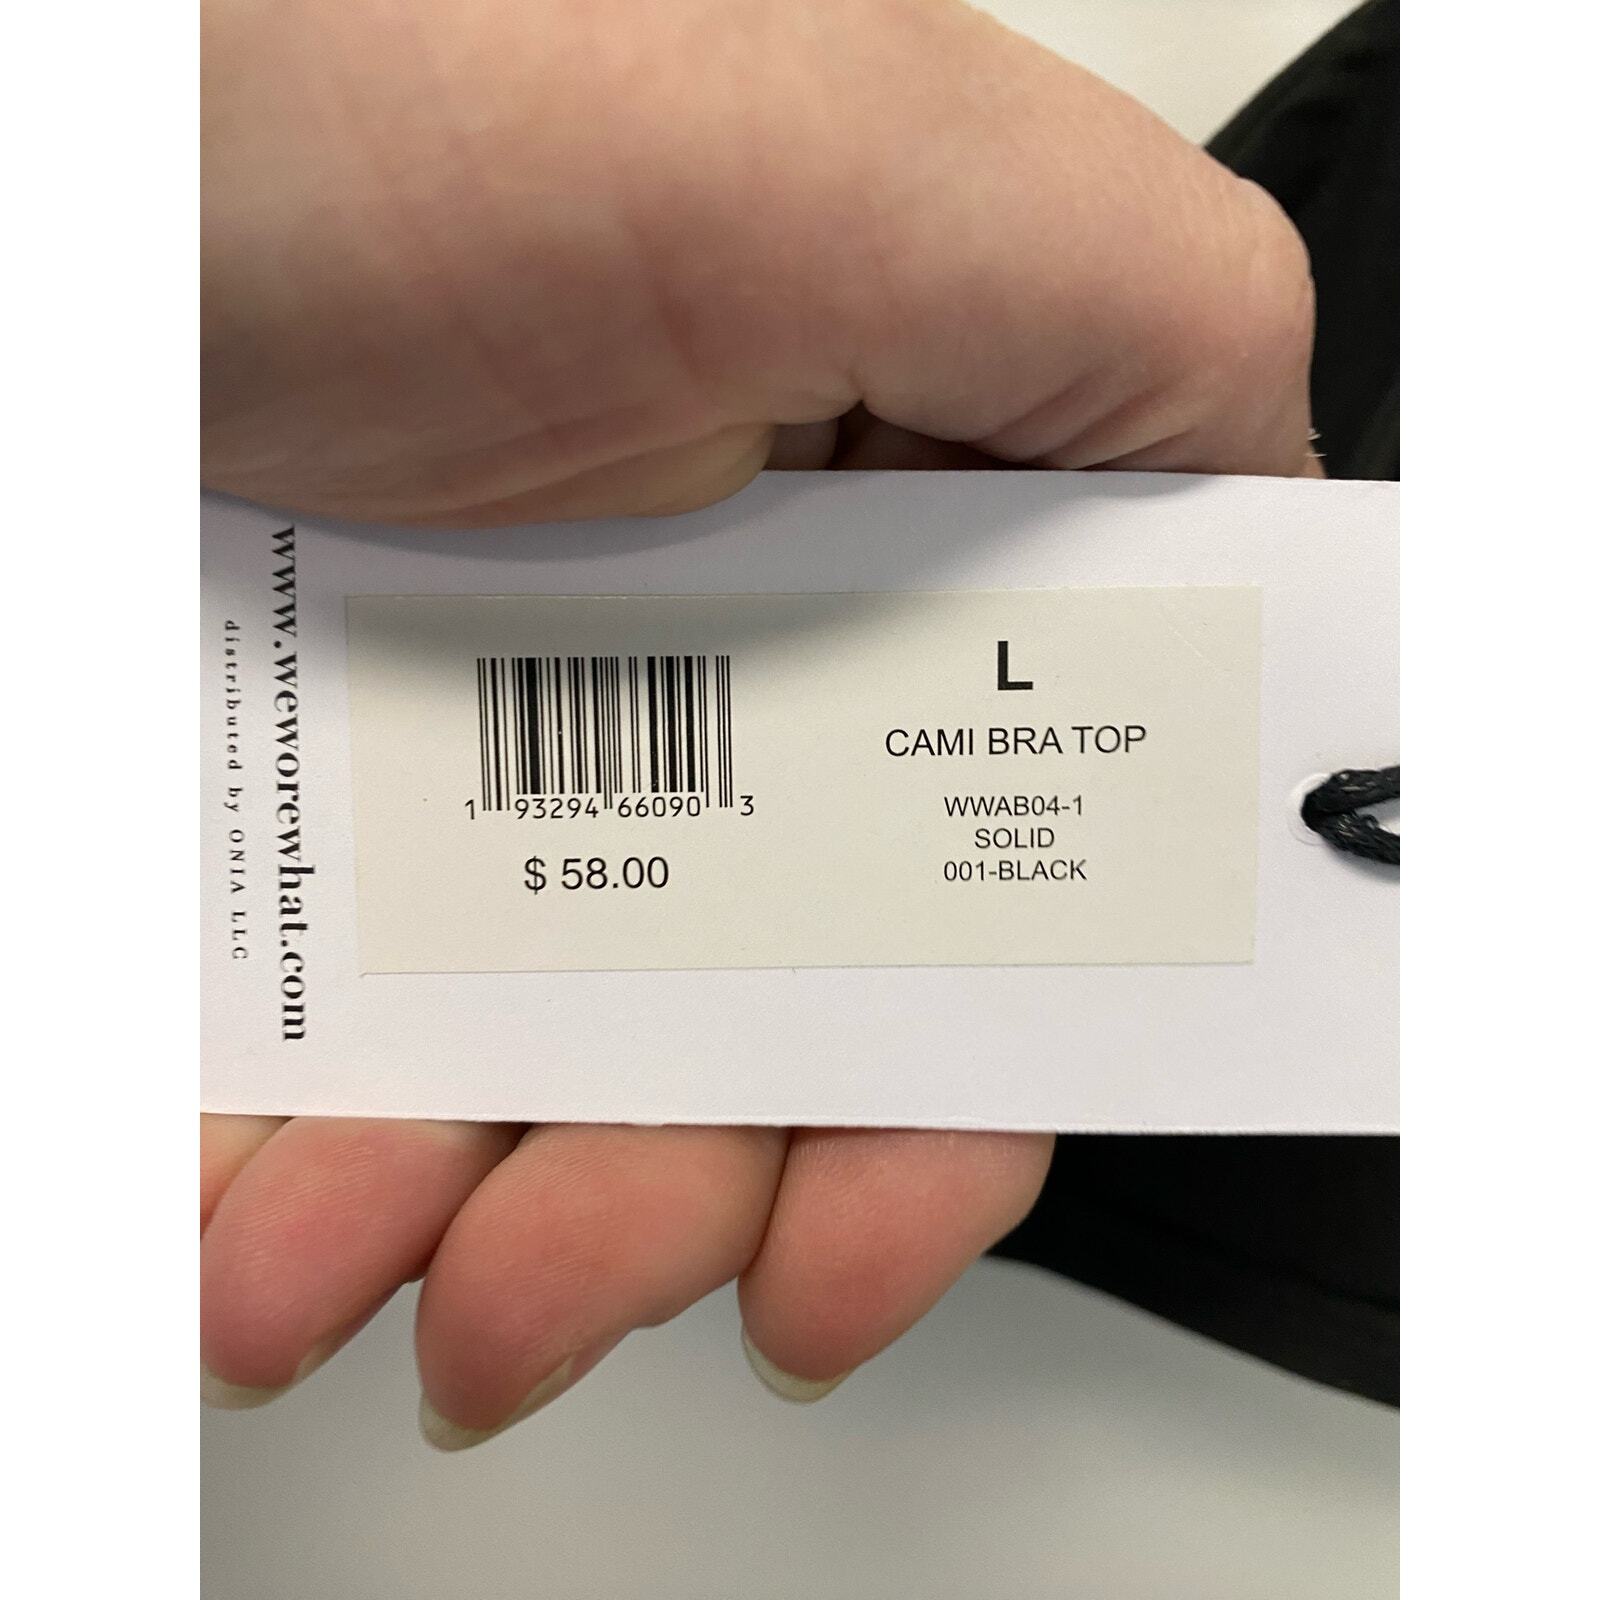 www.weworewhat.com
distributed by ONIA LLC
1 93294 66090 3
$ 58.00
L
CAMI BRA TOP
WWAB04-1
SOLID
001-BLACK